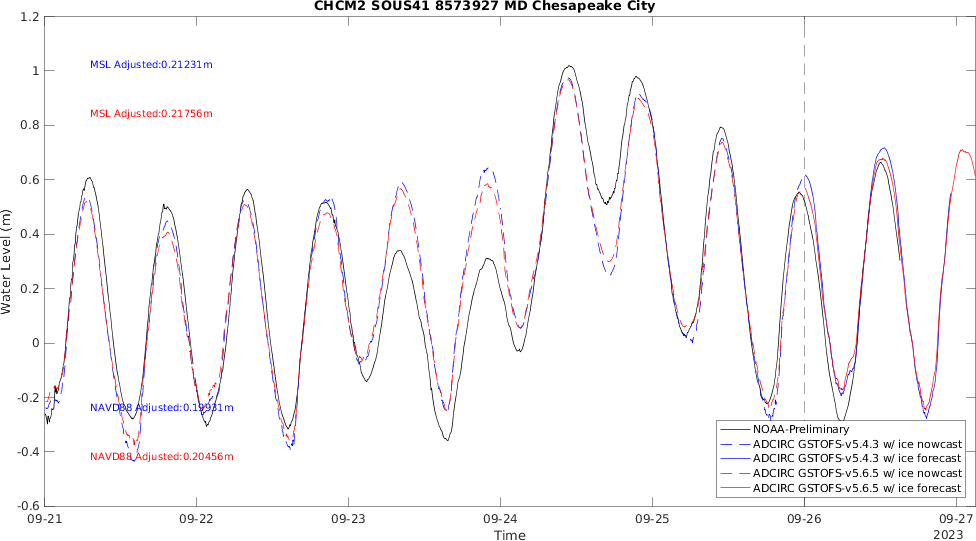 CHCM2 SOUS41 8573927 MD Chesapeake City
1.2
1
0.8
0.6
0.4
0.2
0
-0.2
-0.4
-0.6
Water Level (m)
MSL Adjusted:0.21231m
MSL Adjusted:0.21756m
NAVD88 Adjusted:0.19931m
NAVD88 Adjusted:0.20456m
NOAA-Preliminary
ADCIRC GSTOFS-v5.4.3 w/ ice nowcast
ADCIRC GSTOFS-v5.4.3 w/ ice forecast
ADCIRC GSTOFS-v5.6.5 w/ ice nowcast
ADCIRC GSTOFS-v5.6.5 w/ ice forecast
09-21 09-22 09-23 09-24 09-25 09-26 09-27
Time
2023